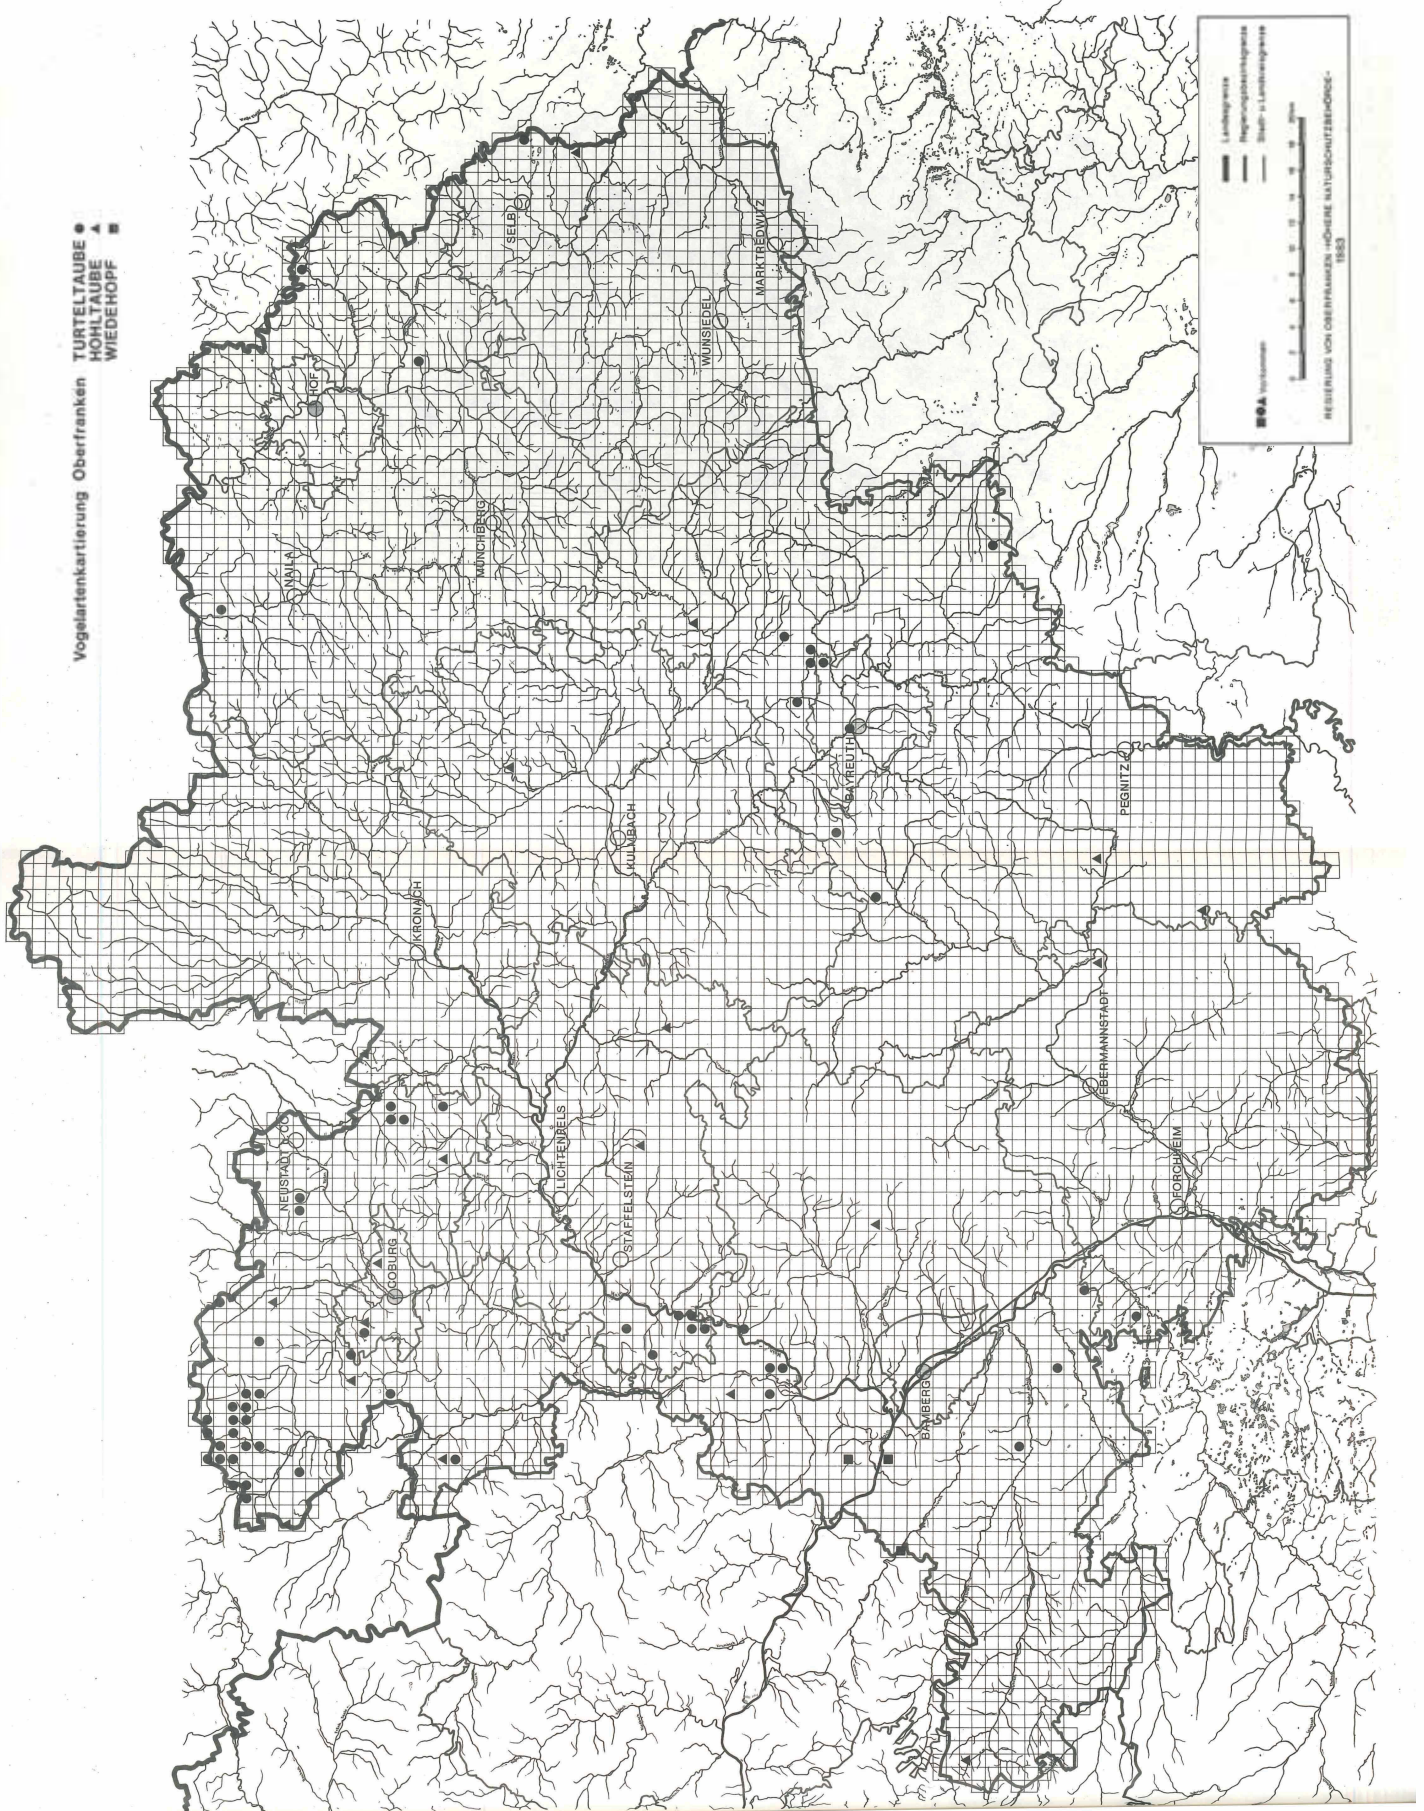 Vogelartenkartierung Oberfranken TURTELTAUBE ●
HOHLTAUBE ▲
WIEDEHOPF ■
Landesgrenze
Regierungsbezirksgrenze
Stadt- u. Landkreisgrenze
■●▲ Vorkommen
REGIERUNG VON OBERFRANKEN -HÖHERE NATURSCHUTZBEHÖRDE-
HOF
SELB
MARKTREDWITZ
WUNSIEDEL
NAILA
MÜNCHBERG
KRONACH
KULMBACH
BAYREUTH
PEGNITZ
NEUSTADT B.CO.
COBURG
LICHTENFELS
STAFFELSTEIN
EBERMANNSTADT
FORCHHEIM
BAMBERG